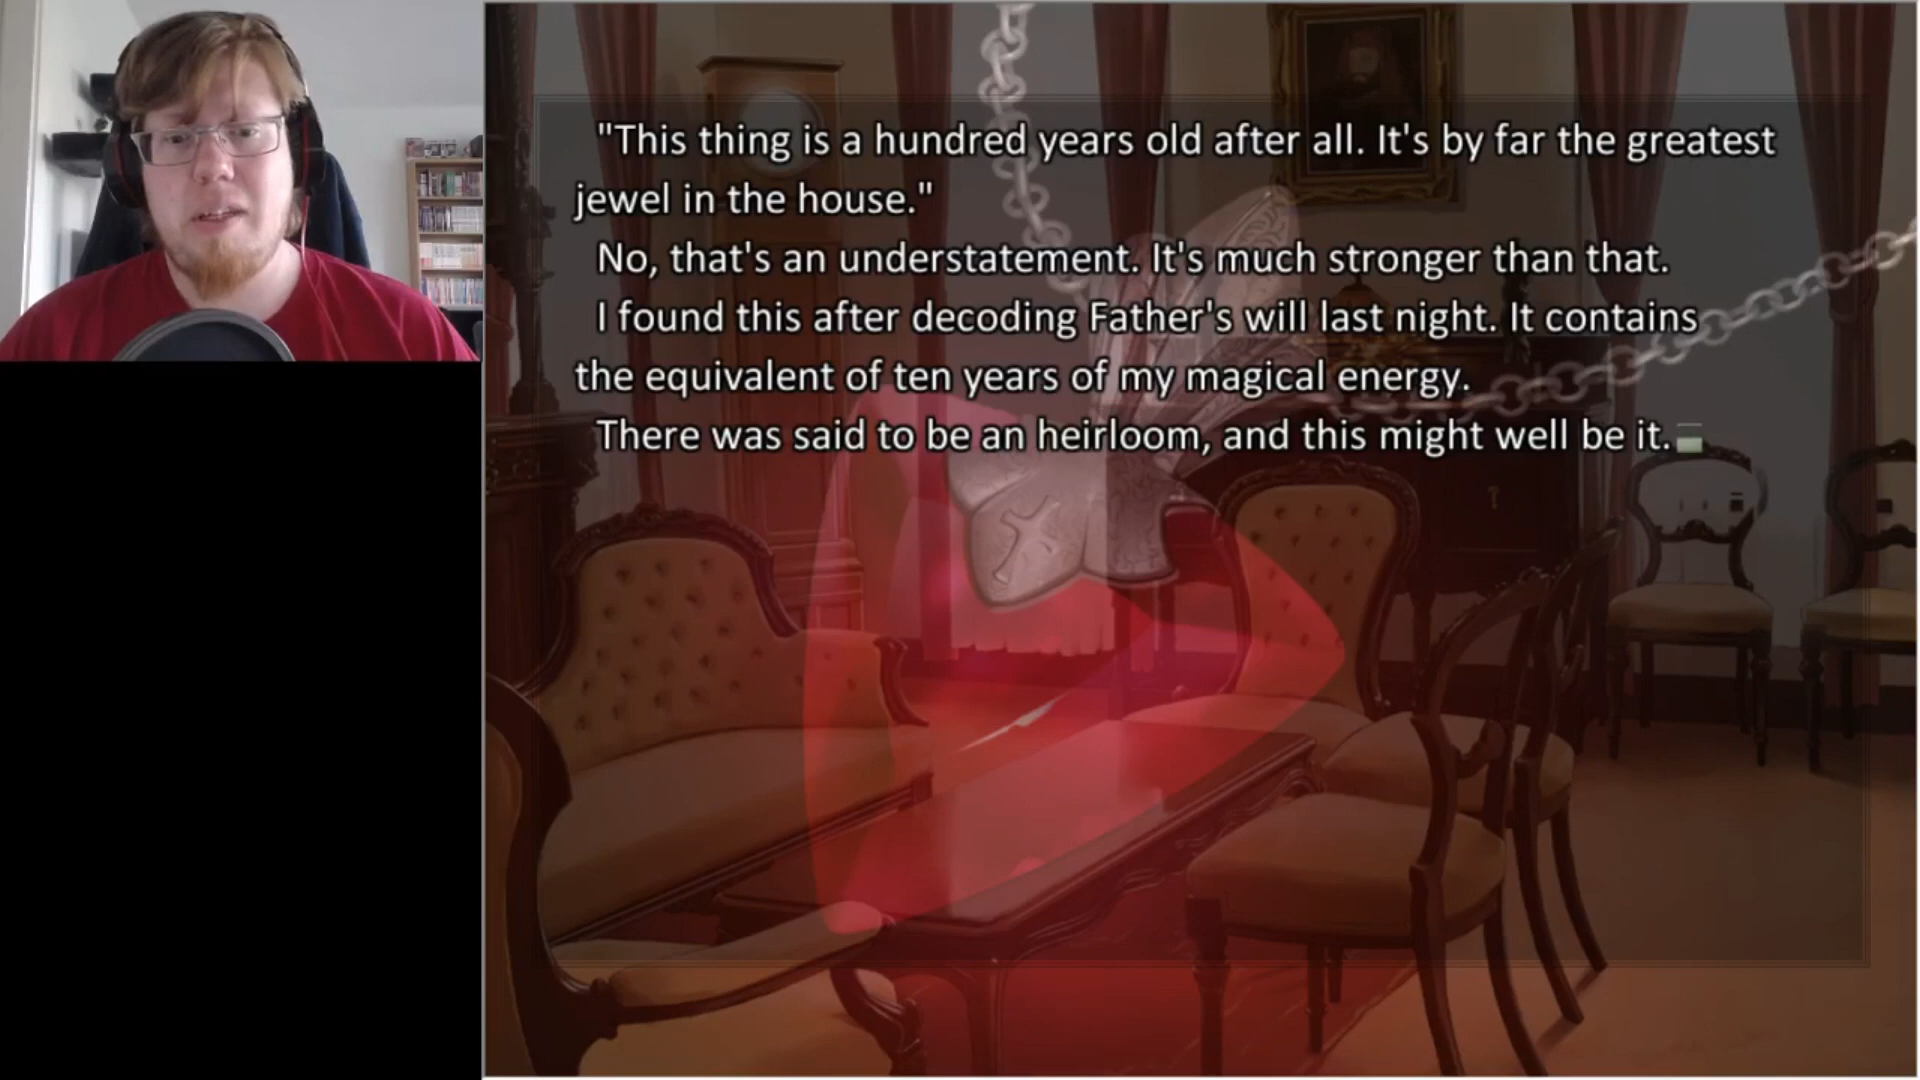 "This thing is a hundred years old after all. It's by far the greatest
jewel in the house."
No, that's an understatement. It's much stronger than that.
I found this after decoding Father's will last night. It contains
the equivalent of ten years of my magical energy.
There was said to be an heirloom, and this might well be it.